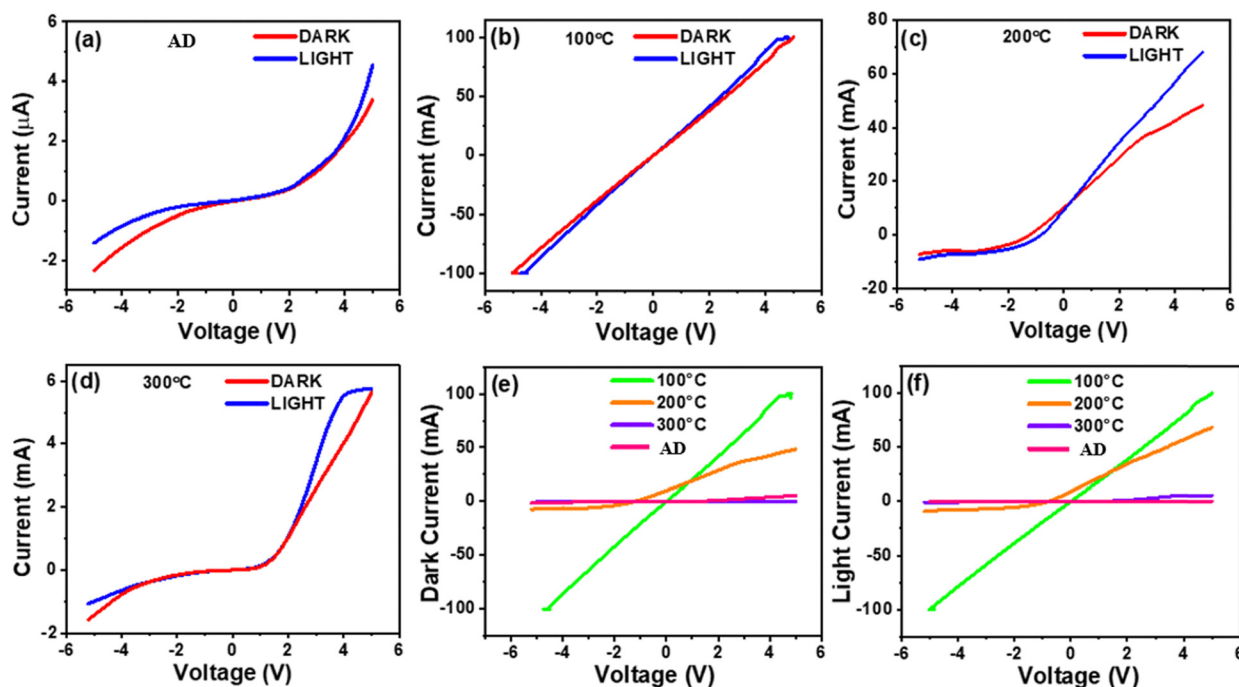 (a)
AD
DARK
LIGHT
6
4
2
0
-2
Current (μA)
-6 -4 -2 0 2 4 6
Voltage (V)
(b)
100°C
DARK
LIGHT
100
50
0
-50
-100
Current (mA)
-6 -4 -2 0 2 4 6
Voltage (V)
(c)
200°C
DARK
LIGHT
80
60
40
20
0
-20
Current (mA)
-6 -4 -2 0 2 4 6
Voltage (V)
(d)
300°C
DARK
LIGHT
6
4
2
0
-2
Current (mA)
-6 -4 -2 0 2 4 6
Voltage (V)
(e)
100°C
200°C
300°C
AD
100
50
0
-50
-100
Dark Current (mA)
-6 -4 -2 0 2 4 6
Voltage (V)
(f)
100°C
200°C
300°C
AD
100
50
0
-50
-100
Light Current (mA)
-6 -4 -2 0 2 4 6
Voltage (V)